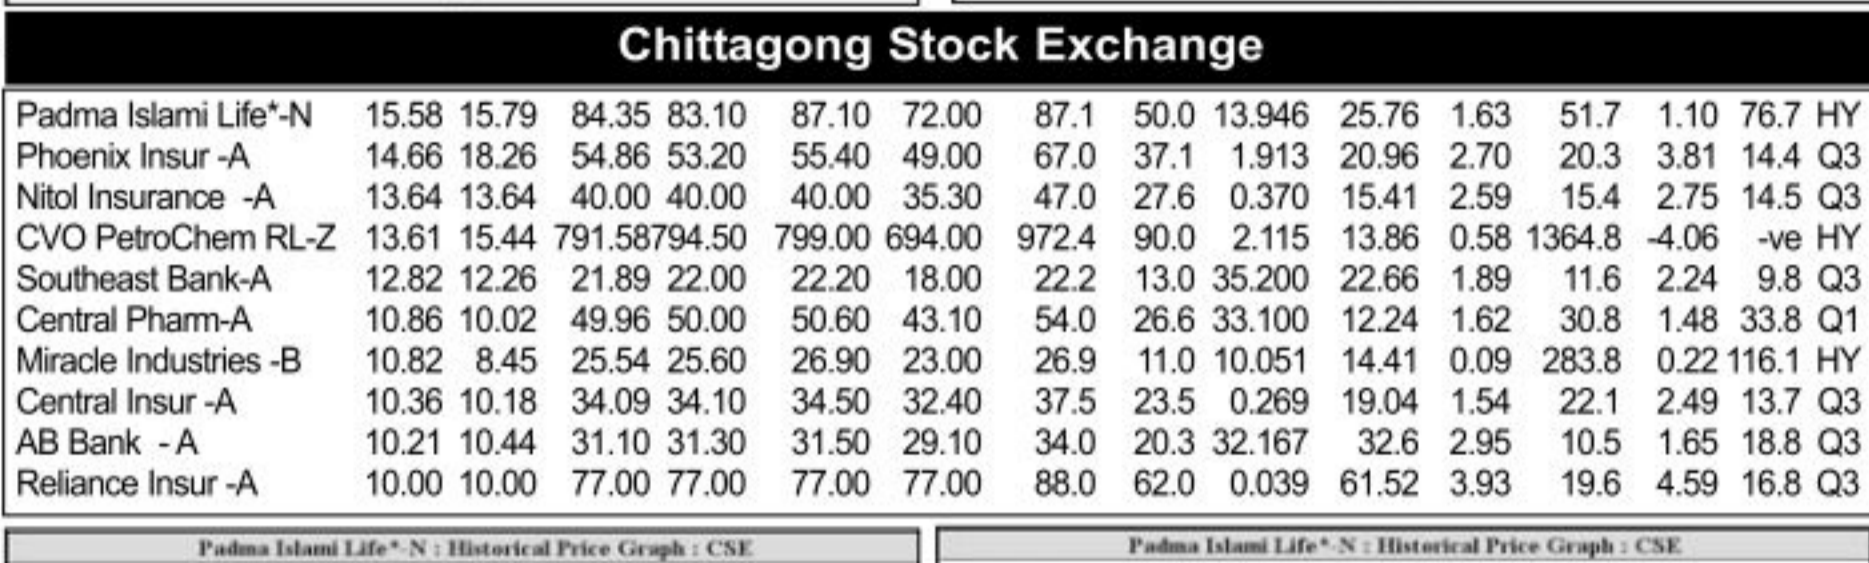 Chittagong Stock Exchange
Padma Islami Life*-N 15.58 15.79 84.35 83.10 87.10 72.00 87.1 50.0 13.946 25.76 1.63 51.7 1.10 76.7 HY
Phoenix Insur -A 14.66 18.26 54.86 53.20 55.40 49.00 67.0 37.1 1.913 20.96 2.70 20.3 3.81 14.4 Q3
Nitol Insurance -A 13.64 13.64 40.00 40.00 40.00 35.30 47.0 27.6 0.370 15.41 2.59 15.4 2.75 14.5 Q3
CVO PetroChem RL-Z 13.61 15.44 791.58794.50 799.00 694.00 972.4 90.0 2.115 13.86 0.58 1364.8 -4.06 -ve HY
Southeast Bank-A 12.82 12.26 21.89 22.00 22.20 18.00 22.2 13.0 35.200 22.66 1.89 11.6 2.24 9.8 Q3
Central Pharm-A 10.86 10.02 49.96 50.00 50.60 43.10 54.0 26.6 33.100 12.24 1.62 30.8 1.48 33.8 Q1
Miracle Industries -B 10.82 8.45 25.54 25.60 26.90 23.00 26.9 11.0 10.051 14.41 0.09 283.8 0.22 116.1 HY
Central Insur -A 10.36 10.18 34.09 34.10 34.50 32.40 37.5 23.5 0.269 19.04 1.54 22.1 2.49 13.7 Q3
AB Bank - A 10.21 10.44 31.10 31.30 31.50 29.10 34.0 20.3 32.167 32.6 2.95 10.5 1.65 18.8 Q3
Reliance Insur -A 10.00 10.00 77.00 77.00 77.00 77.00 88.0 62.0 0.039 61.52 3.93 19.6 4.59 16.8 Q3
Padma Islami Life*-N : Historical Price Graph : CSE
Padma Islami Life*-N : Historical Price Graph : CSE